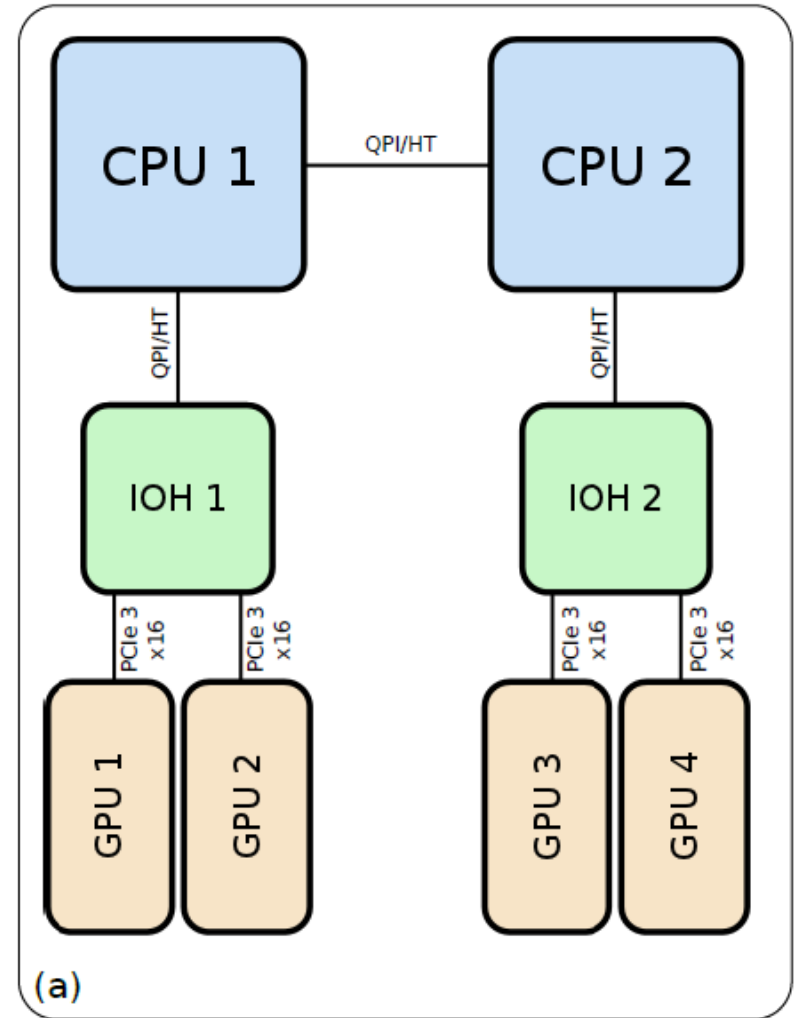 CPU 1
QPI/HT
CPU 2
QPI/HT
QPI/HT
IOH 1
IOH 2
PCIe 3
x16
PCIe 3
x16
PCIe 3
x16
PCIe 3
x16
GPU 1
GPU 2
GPU 3
GPU 4
(a)